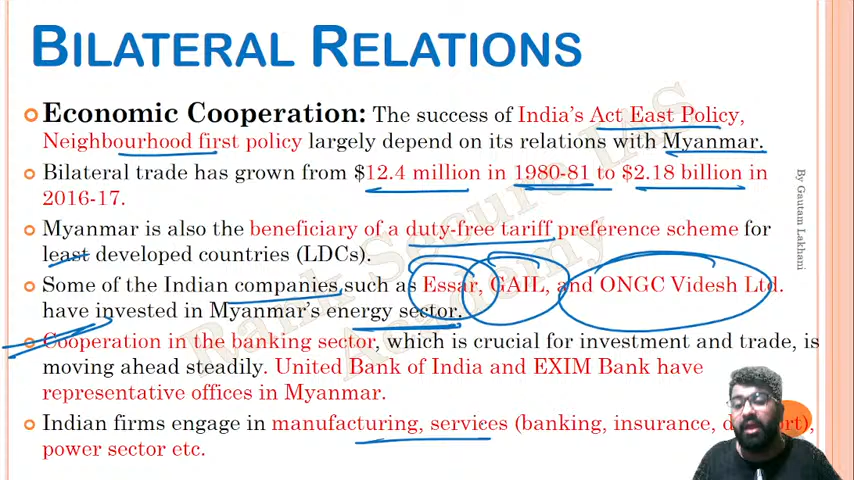 BILATERAL RELATIONS
Economic Cooperation: The success of India's Act East Policy,
Neighbourhood first policy largely depend on its relations with Myanmar.
Bilateral trade has grown from $12.4 million in 1980-81 to $2.18 billion in
2016-17.
Myanmar is also the beneficiary of a duty-free tariff preference scheme for
least developed countries (LDCs).
Some of the Indian companies such as Essar, GAIL, and ONGC Videsh Ltd.
have invested in Myanmar's energy sector.
Cooperation in the banking sector, which is crucial for investment and trade, is
moving ahead steadily. United Bank of India and EXIM Bank have
representative offices in Myanmar.
Indian firms engage in manufacturing, services (banking, insurance,
power sector etc.
By Gautam Lakhani
Rank Secure IAS
Academy